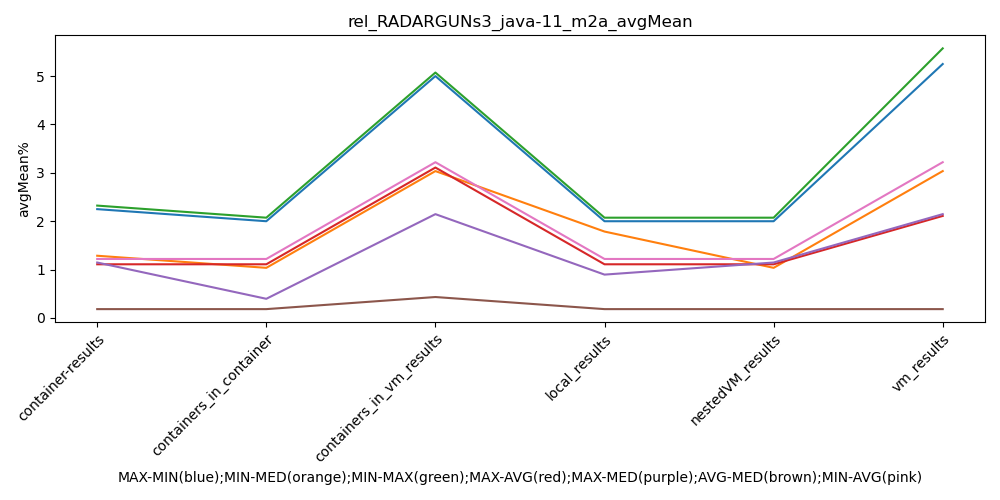 rel_RADARGUNs3_java-11_m2a_avgMean
avgMean%
5
4
3
2
1
0
container-results
containers_in_container
containers_in_vm_results
local_results
nestedVM_results
vm_results
MAX-MIN(blue);MIN-MED(orange);MIN-MAX(green);MAX-AVG(red);MAX-MED(purple);AVG-MED(brown);MIN-AVG(pink)